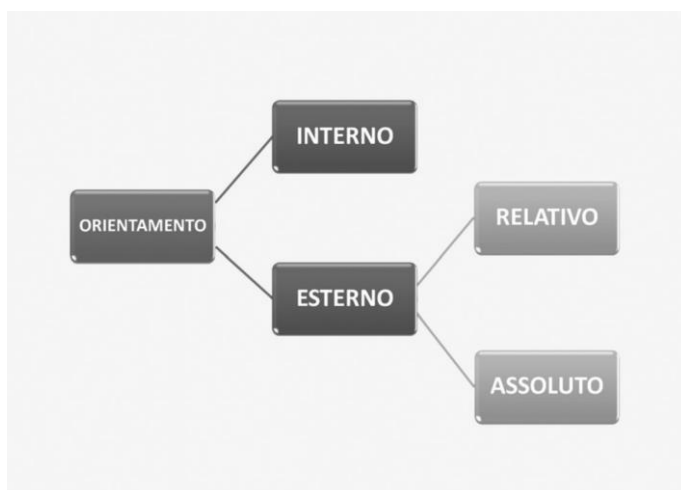 ORIENTAMENTO
INTERNO
ESTERNO
RELATIVO
ASSOLUTO